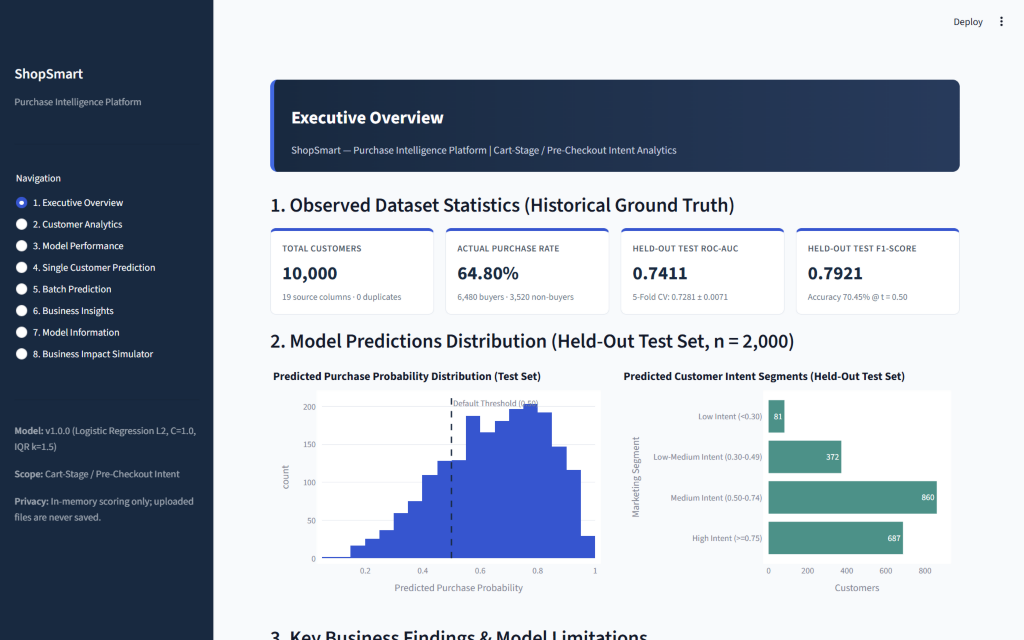 Deploy
ShopSmart
Purchase Intelligence Platform
Navigation
1. Executive Overview
2. Customer Analytics
3. Model Performance
4. Single Customer Prediction
5. Batch Prediction
6. Business Insights
7. Model Information
8. Business Impact Simulator
Model: v1.0.0 (Logistic Regression L2, C=1.0,
IQR k=1.5)
Scope: Cart-Stage / Pre-Checkout Intent
Privacy: In-memory scoring only; uploaded
files are never saved.
Executive Overview
ShopSmart — Purchase Intelligence Platform | Cart-Stage / Pre-Checkout Intent Analytics
1. Observed Dataset Statistics (Historical Ground Truth)
TOTAL CUSTOMERS
10,000
19 source columns · 0 duplicates
ACTUAL PURCHASE RATE
64.80%
6,480 buyers · 3,520 non-buyers
HELD-OUT TEST ROC-AUC
0.7411
5-Fold CV: 0.7281 ± 0.0071
HELD-OUT TEST F1-SCORE
0.7921
Accuracy 70.45% @ t = 0.50
2. Model Predictions Distribution (Held-Out Test Set, n = 2,000)
Predicted Purchase Probability Distribution (Test Set)
Default Threshold (0.50)
200
150
100
50
0
count
0.2
0.4
0.6
0.8
1
Predicted Purchase Probability
Predicted Customer Intent Segments (Held-Out Test Set)
Marketing Segment
Low Intent (<0.30)
81
Low-Medium Intent (0.30-0.49)
372
Medium Intent (0.50-0.74)
860
High Intent (>=0.75)
687
0
200
400
600
800
Customers
3. Key Business Findings & Model Limitations